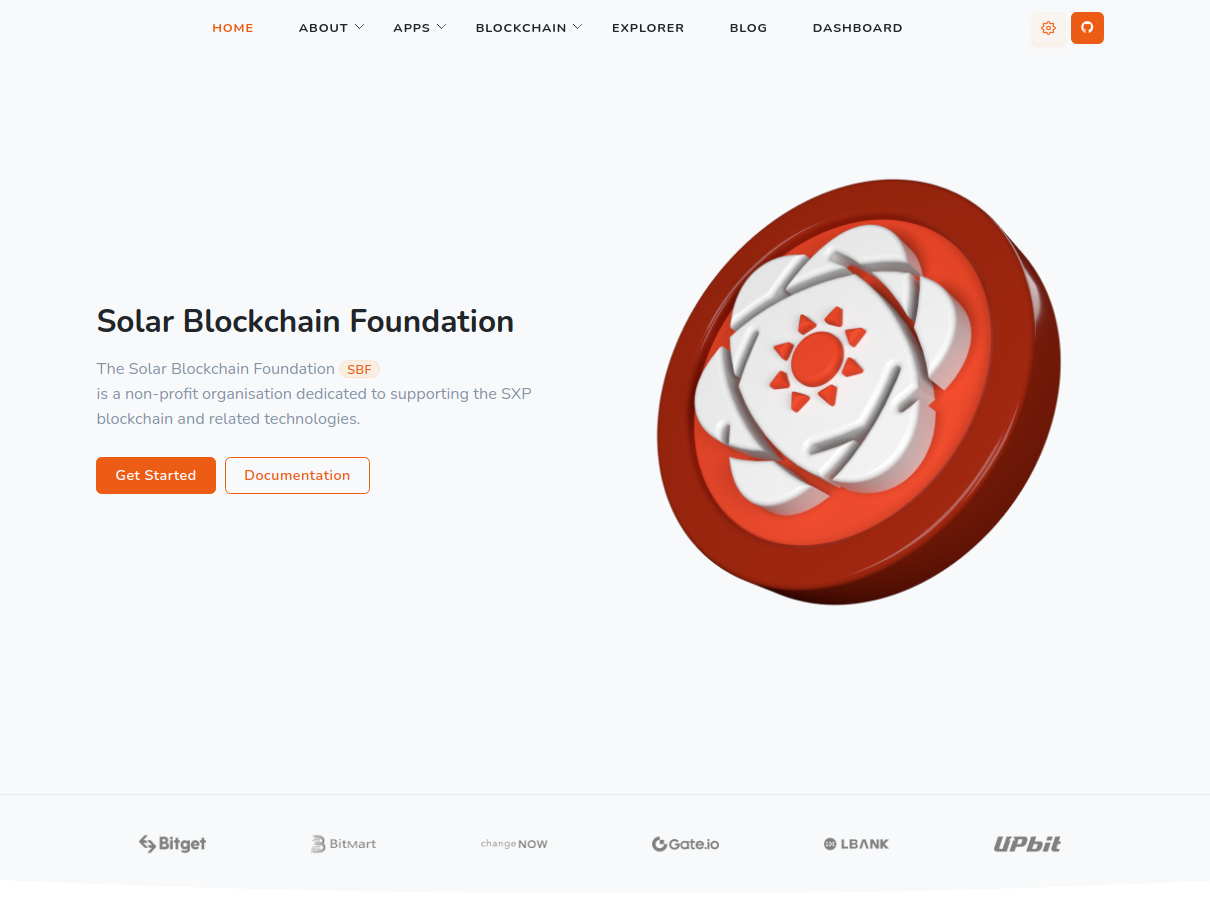 HOME ABOUT APPS BLOCKCHAIN EXPLORER BLOG DASHBOARD
Solar Blockchain Foundation
The Solar Blockchain Foundation SBF
is a non-profit organisation dedicated to supporting the SXP
blockchain and related technologies.
Get Started Documentation
Bitget BitMart changeNOW Gate.io LBANK UPbit